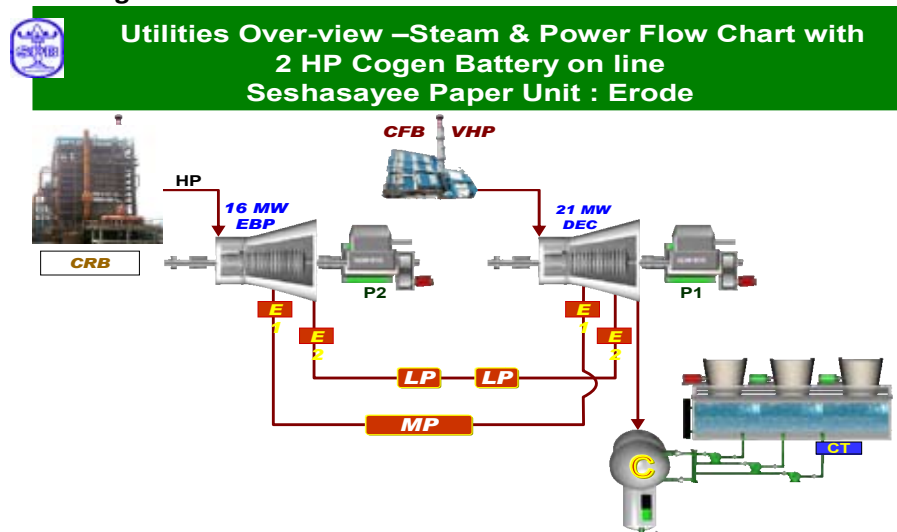 Utilities Over-view –Steam & Power Flow Chart with
2 HP Cogen Battery on line
Seshasayee Paper Unit : Erode
CFB VHP
HP
16 MW
EBP
21 MW
DEC
CRB
P2
P1
E
1
E
2
E
1
E
2
LP
LP
MP
CT
C